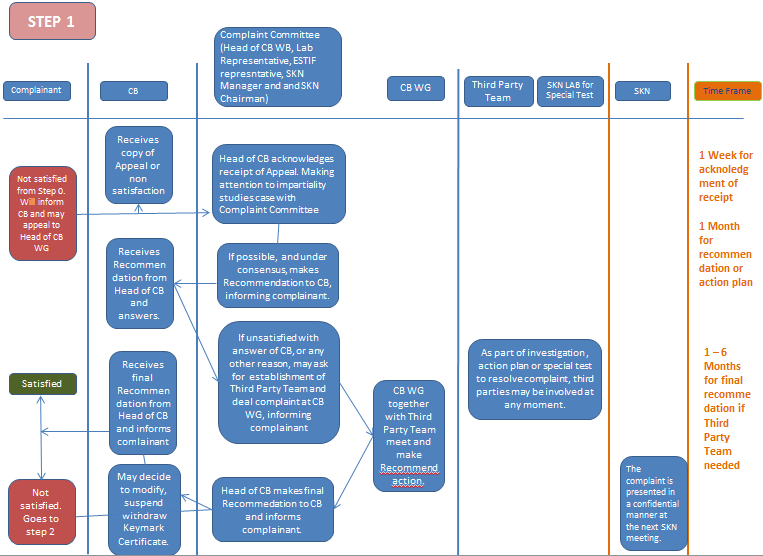 STEP 1
Complaint Committee
(Head of CB WB, Lab
Representative, ESTIF
represntative, SKN
Manager and and SKN
Chairman)
Complainant
CB
CB WG
Third Party
Team
SKN LAB for
Special Test
SKN
Time Frame
Receives
copy of
Appeal or
non
satisfaction
Head of CB acknowledges
receipt of Appeal. Making
attention to impartiality
studies case with
Complaint Committee
1 Week for
acknoledg
ment of
receipt
Not satisfied
from Step 0.
Will inform
CB and may
appeal to
Head of CB
WG
1 Month
for
recommen
dation or
action plan
Receives
Recommen
dation from
Head of CB
and
answers.
If possible, and under
consensus, makes
Recommendation to CB,
informing complainant.
If unsatisfied with
answer of CB, or any
other reason, may ask
for establishment of
Third Party Team and
deal complaint at CB
WG, informing
complainant
As part of investigation,
action plan or special test
to resolve complaint, third
parties may be involved at
any moment.
1 – 6
Months
for final
recomme
dation if
Third
Party
Team
needed
Satisfied
Receives
final
Recommen
dation from
Head of CB
and informs
comlainant
CB WG
together
with Third
Party Team
meet and
make
Recommend
action.
Not
satisfied.
Goes to
step 2
May decide
to modify,
suspend
withdraw
Keymark
Certificate.
Head of CB makes final
Recommedation to CB
and informs
complainant.
The
complaint is
presented in
a confidential
manner at
the next SKN
meeting.